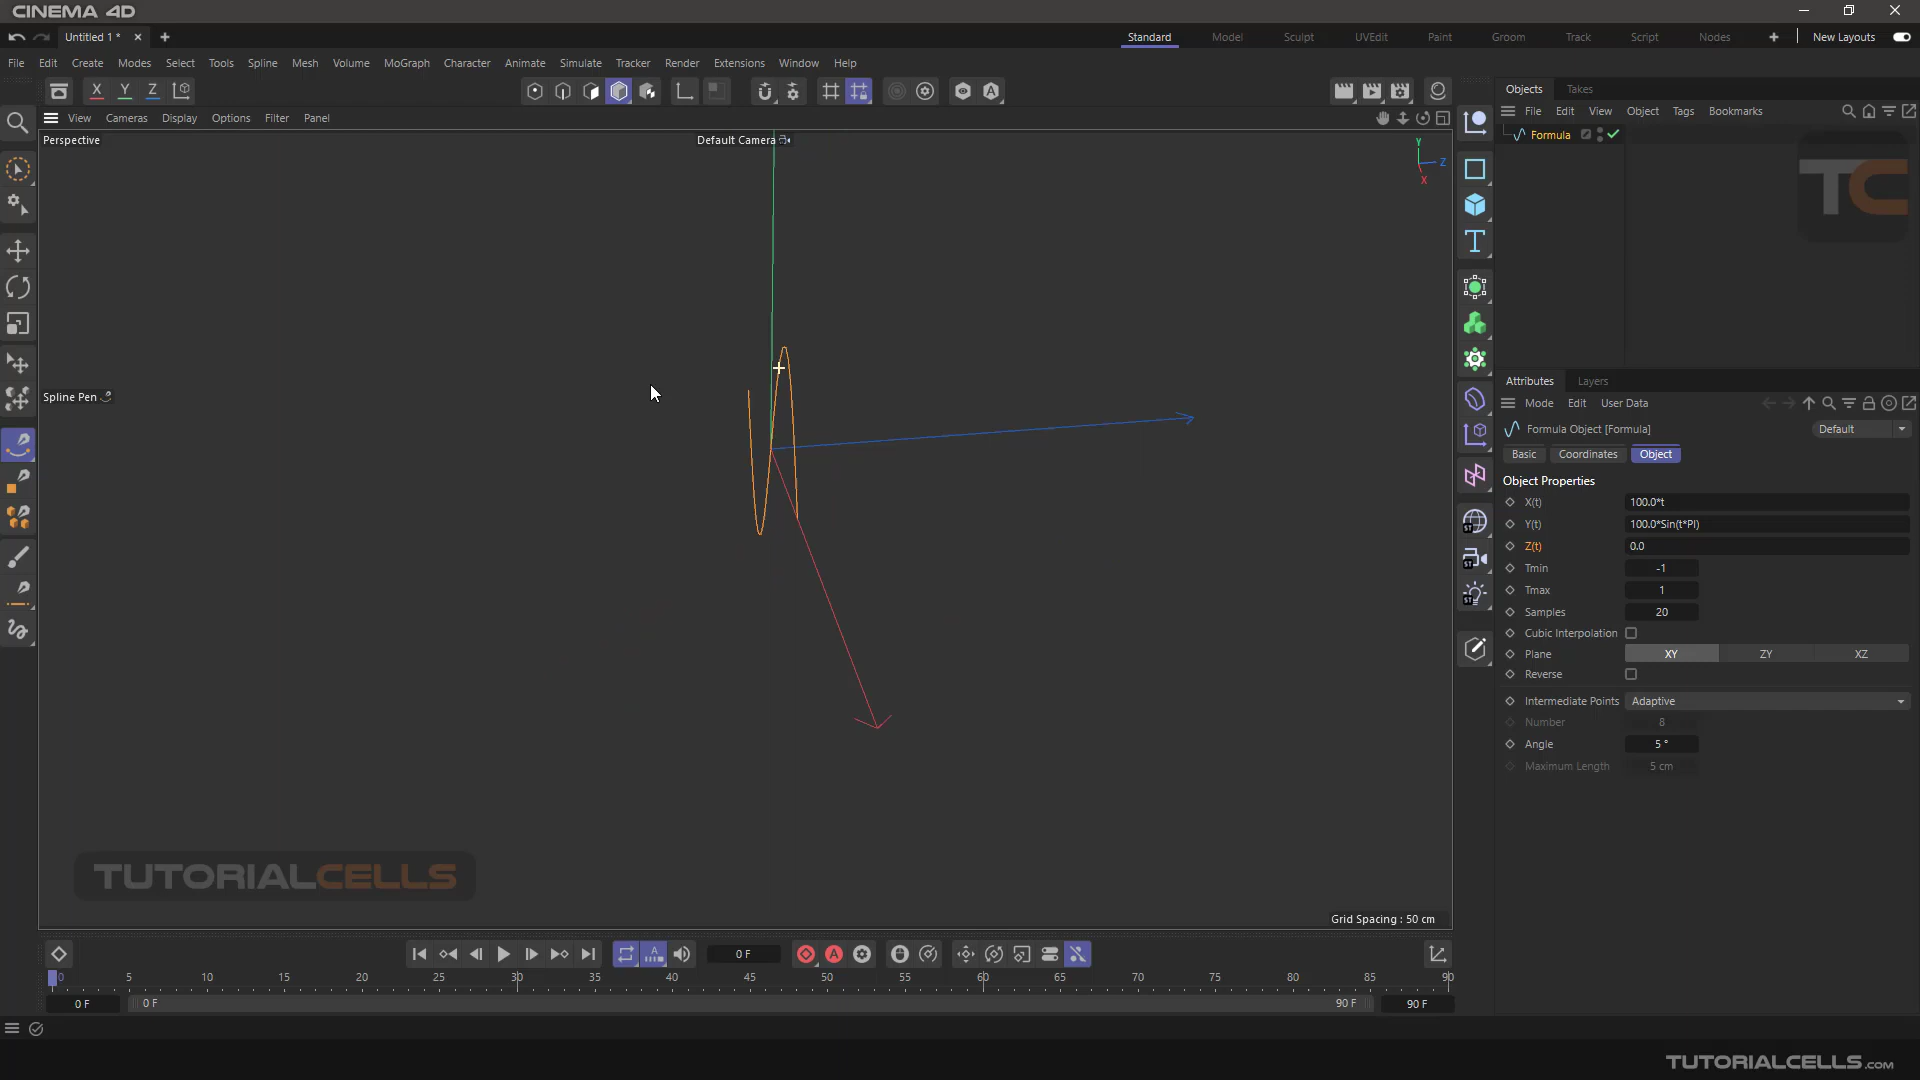 CINEMA 4D
Untitled 1 *
Standard Model Sculpt UVEdit Paint Groom Track Script Nodes New Layouts
File Edit Create Modes Select Tools Spline Mesh Volume MoGraph Character Animate Simulate Tracker Render Extensions Window Help
X Y Z
Objects Takes
View Cameras Display Options Filter Panel
File Edit View Object Tags Bookmarks
Perspective
Default Camera
Formula
Y
Z
X
TC
Spline Pen
Attributes Layers
Mode Edit User Data
Formula Object [Formula]
Default
Basic Coordinates Object
Object Properties
X(t) 100.0*t
Y(t) 100.0*Sin(t*PI)
Z(t) 0.0
Tmin -1
Tmax 1
Samples 20
Cubic Interpolation
Plane XY ZY XZ
Reverse
Intermediate Points Adaptive
Number 8
Angle 5 °
Maximum Length 5 cm
TUTORIALCELLS
Grid Spacing : 50 cm
0 F
0 5 10 15 20 25 30 35 40 45 50 55 60 65 70 75 80 85 90
0 F 0 F 90 F 90 F
TUTORIALCELLS.com